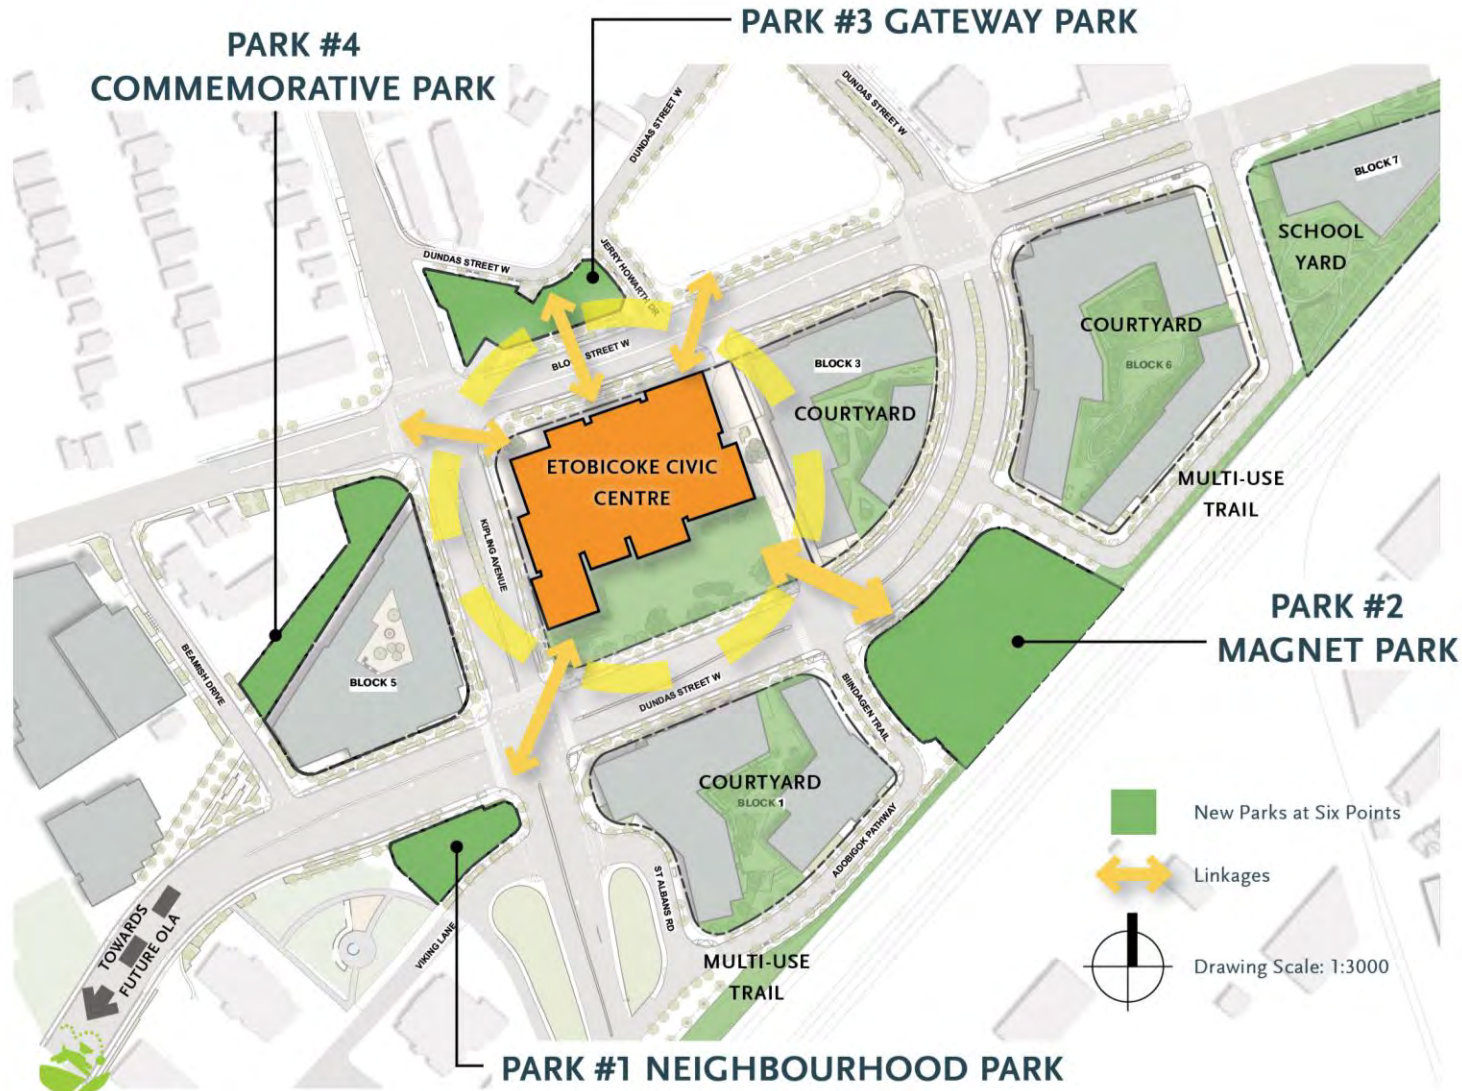 PARK #3 GATEWAY PARK
PARK #4
COMMEMORATIVE PARK
DUNDAS STREET W
DUNDAS STREET W
BLOCK 7
SCHOOL
YARD
DUNDAS STREET W
JERRY HOWARTH DR
COURTYARD
BLOCK 6
BLOOR STREET W
BLOCK 3
COURTYARD
ETOBICOKE CIVIC
CENTRE
MULTI-USE
TRAIL
KIPLING AVENUE
PARK #2
MAGNET PARK
BEAMISH DRIVE
BLOCK 5
DUNDAS STREET W
BIINDAGEN TRAIL
COURTYARD
BLOCK 1
New Parks at Six Points
ADOBIGOK PATHWAY
Linkages
ST ALBANS RD
TOWARDS
FUTURE OLA
VIKING LANE
MULTI-USE
TRAIL
Drawing Scale: 1:3000
PARK #1 NEIGHBOURHOOD PARK